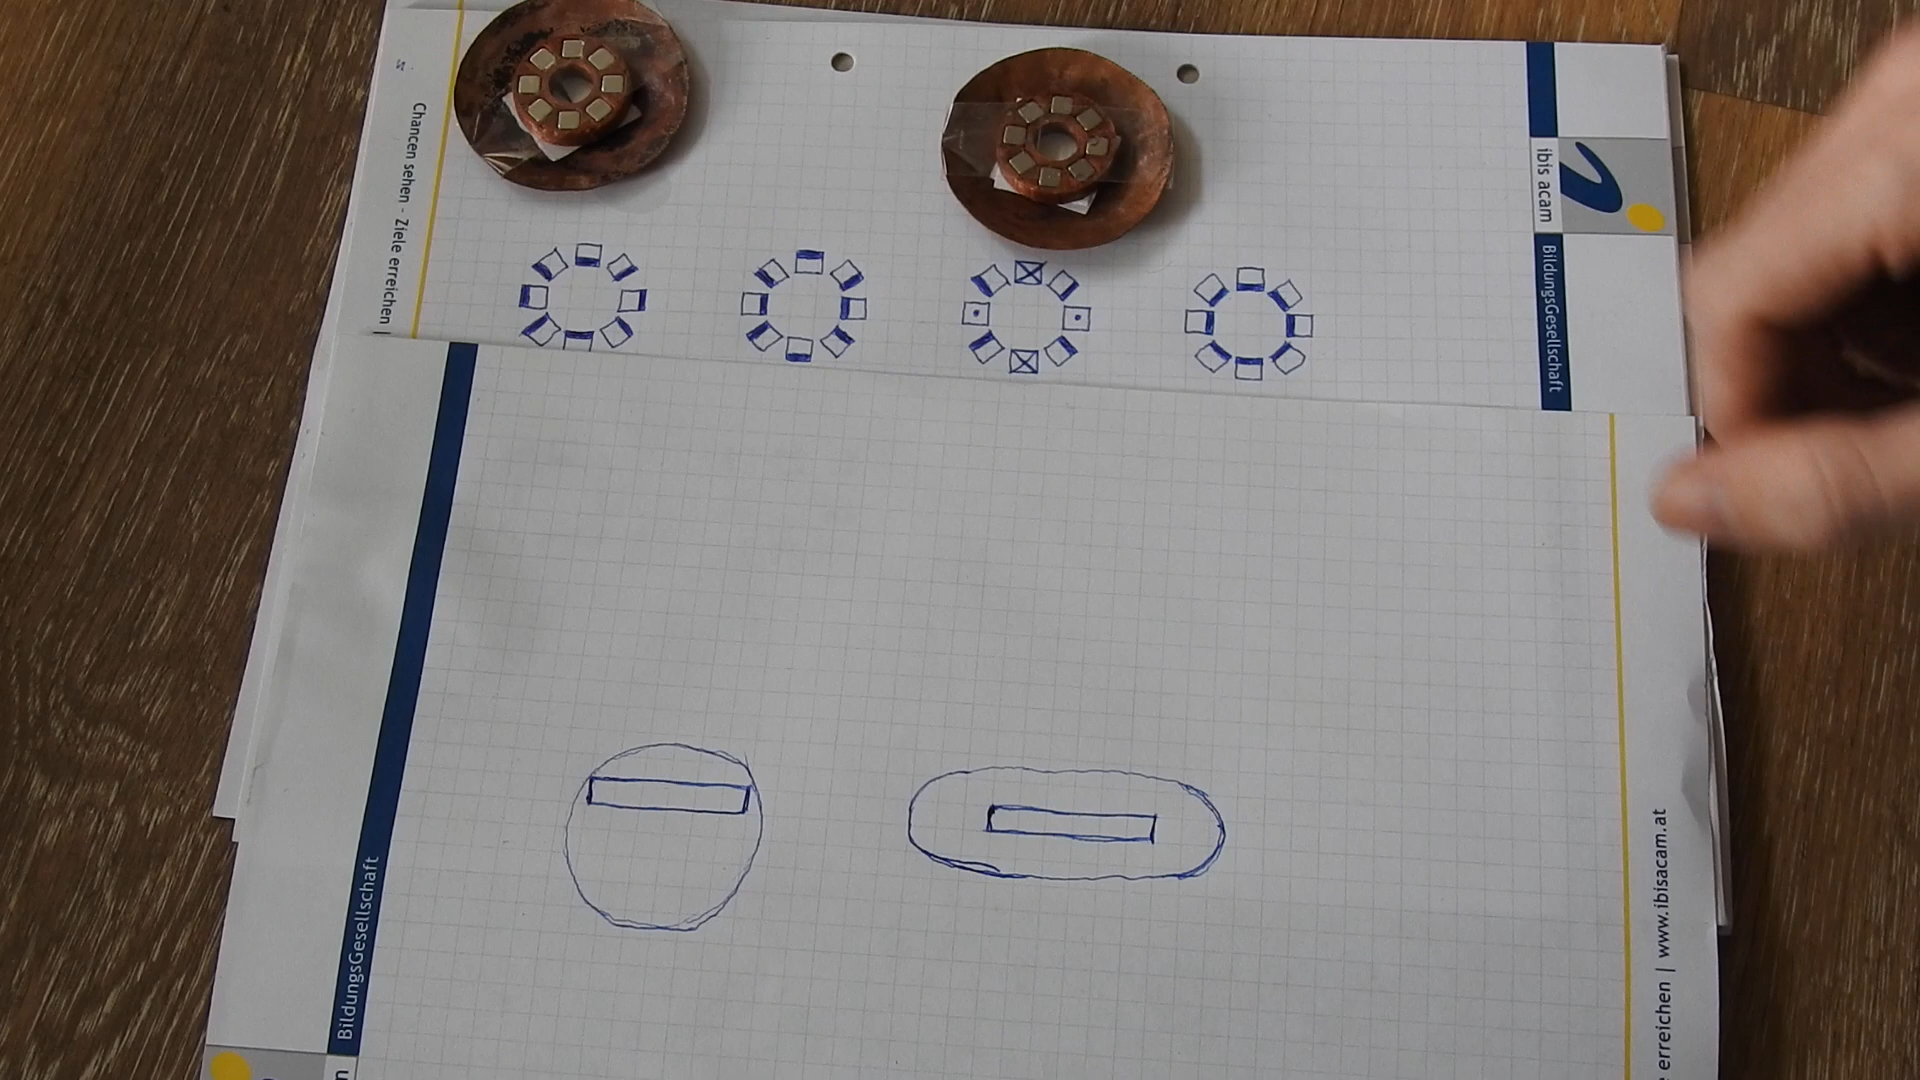 Chancen sehen - Ziele erreichen |
ibis acam
BildungsGesellschaft
BildungsGesellschaft
erreichen | www.ibisacam.at